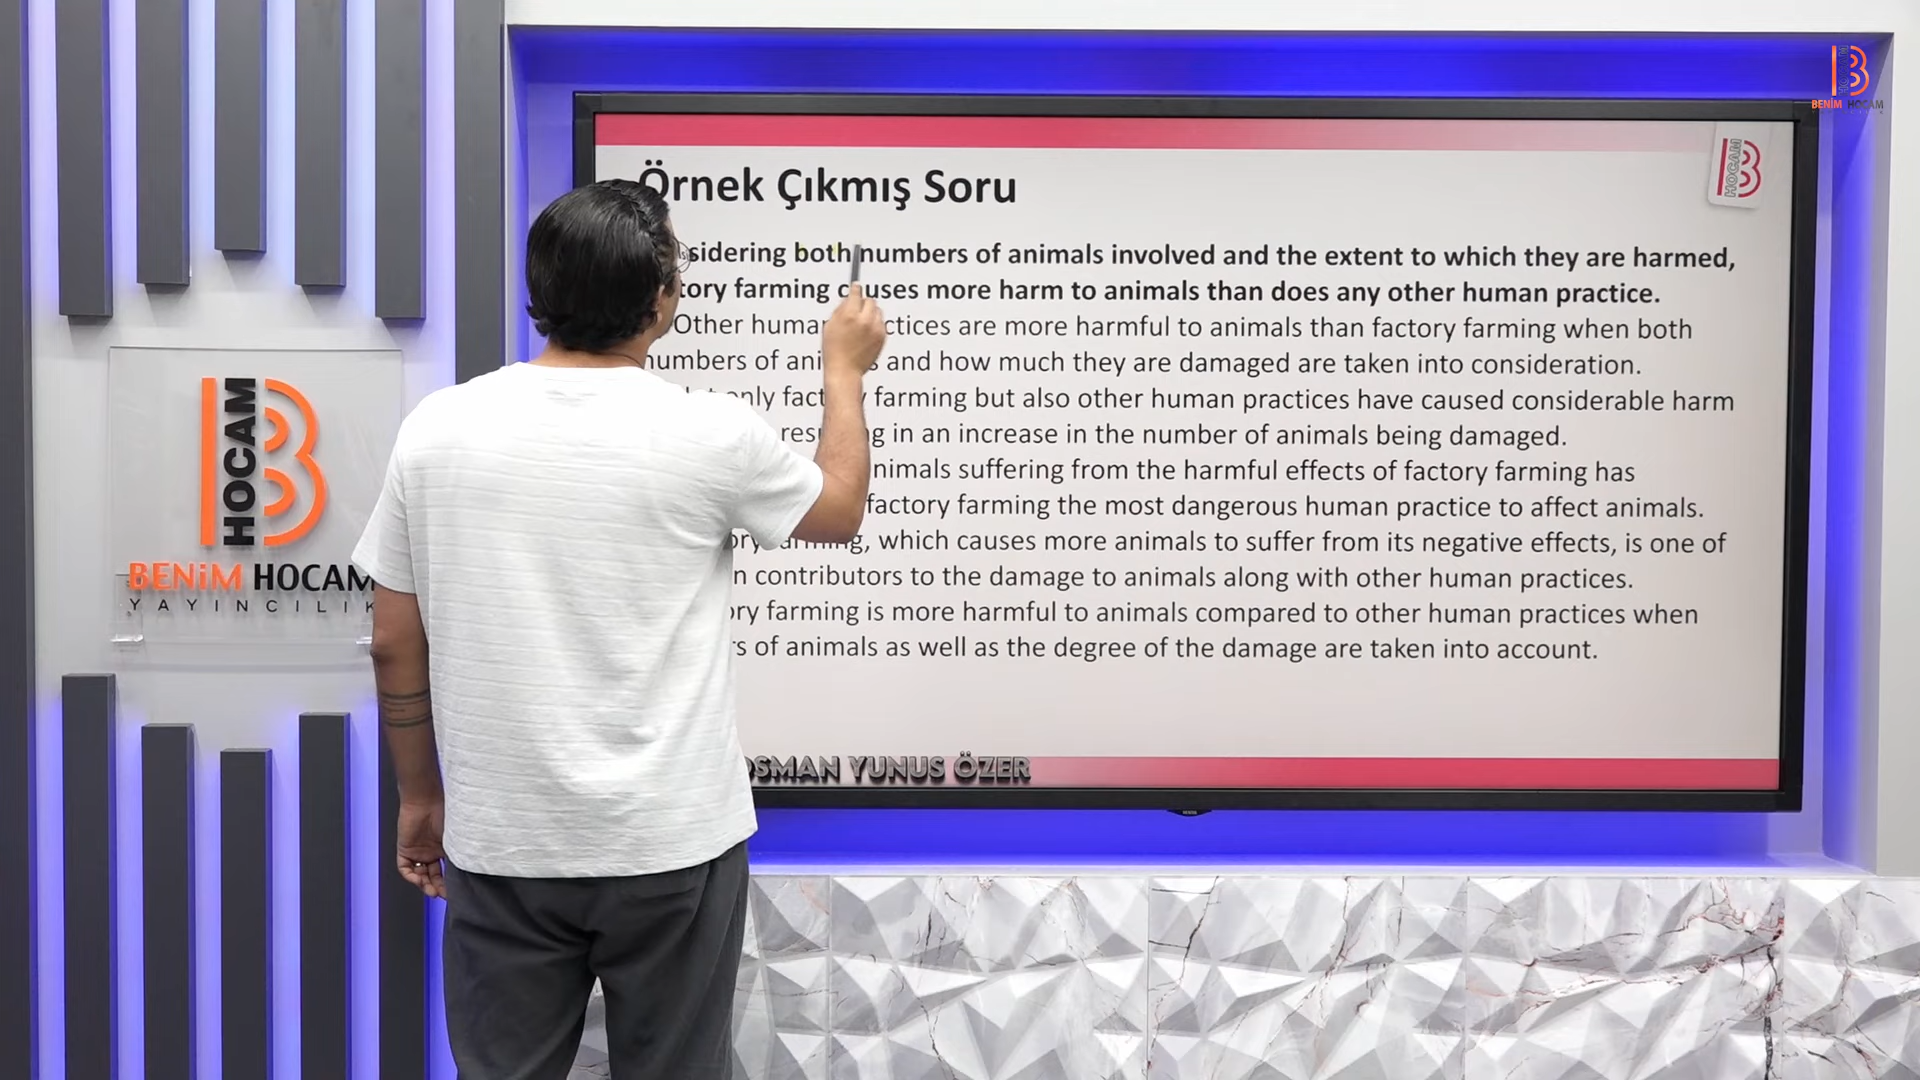 BENİM HOCAM
HOCAM
Örnek Çıkmış Soru
sidering both numbers of animals involved and the extent to which they are harmed,
tory farming causes more harm to animals than does any other human practice.
Other human practices are more harmful to animals than factory farming when both
numbers of and how much they are damaged are taken into consideration.
only farming but also other human practices have caused considerable harm
in an increase in the number of animals being damaged.
nimals suffering from the harmful effects of factory farming has
factory farming the most dangerous human practice to affect animals.
ory farming, which causes more animals to suffer from its negative effects, is one of
n contributors to the damage to animals along with other human practices.
ry farming is more harmful to animals compared to other human practices when
rs of animals as well as the degree of the damage are taken into account.
OSMAN YUNUS ÖZER
HOCAM
BENİM HOCAM
YAYINCILIK